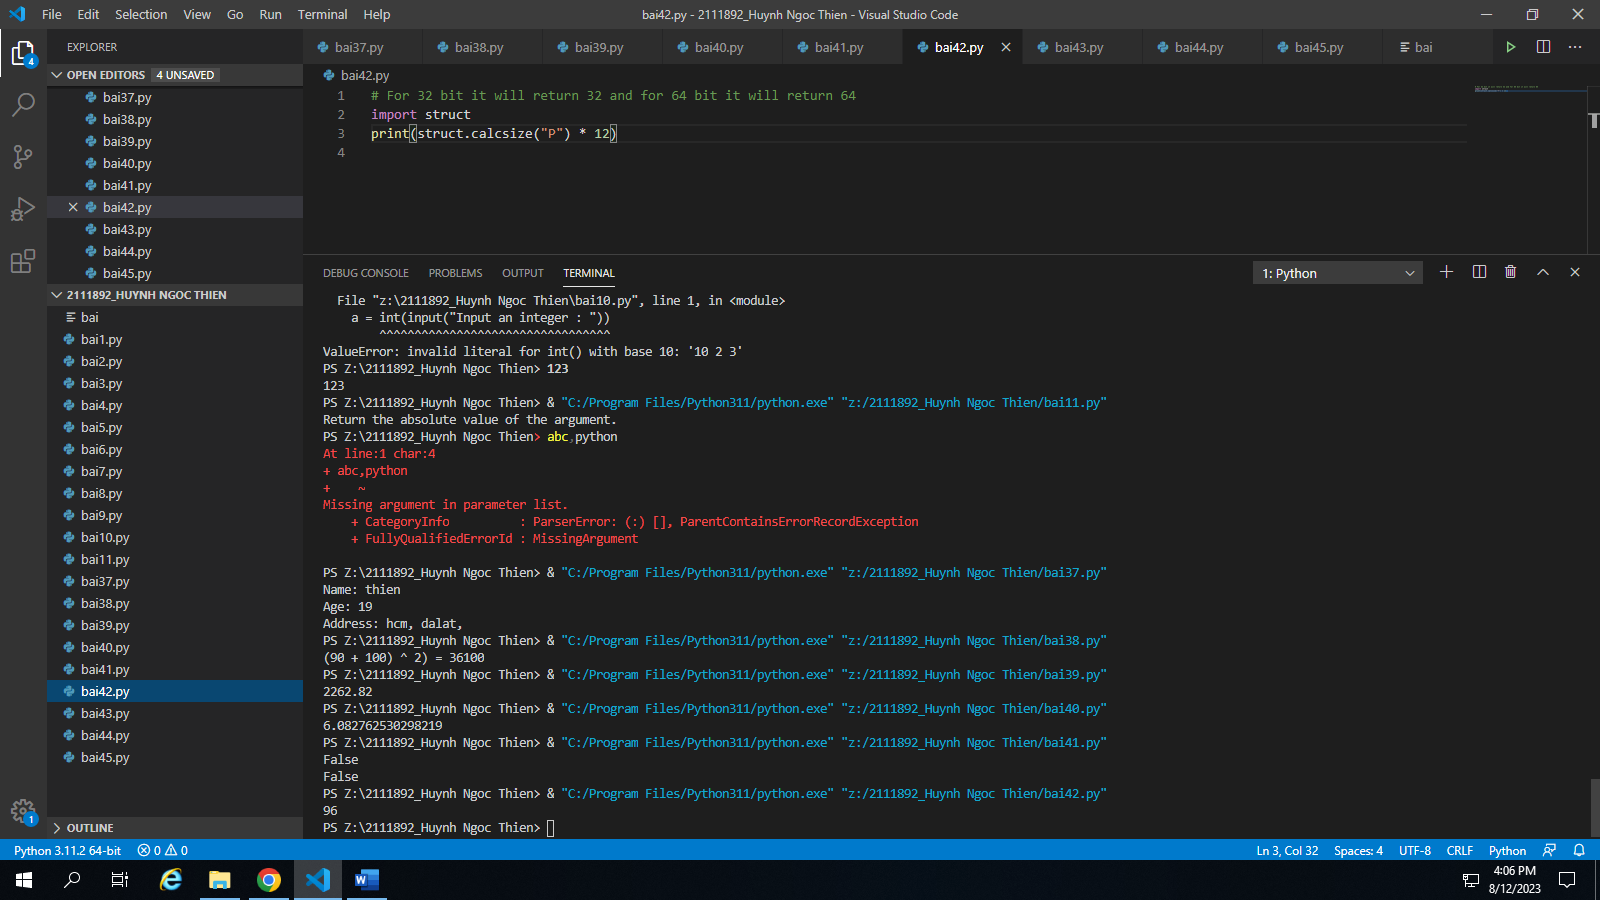 File Edit Selection View Go Run Terminal Help
bai42.py - 2111892_Huynh Ngoc Thien - Visual Studio Code
EXPLORER
OPEN EDITORS 4 UNSAVED
bai37.py
bai38.py
bai39.py
bai40.py
bai41.py
bai42.py
bai43.py
bai44.py
bai45.py
2111892_HUYNH NGOC THIEN
bai
bai1.py
bai2.py
bai3.py
bai4.py
bai5.py
bai6.py
bai7.py
bai8.py
bai9.py
bai10.py
bai11.py
bai37.py
bai38.py
bai39.py
bai40.py
bai41.py
bai42.py
bai43.py
bai44.py
bai45.py
OUTLINE
bai37.py bai38.py bai39.py bai40.py bai41.py bai42.py bai43.py bai44.py bai45.py bai
bai42.py
1 # For 32 bit it will return 32 and for 64 bit it will return 64
2 import struct
3 print(struct.calcsize("P") * 12)
4
DEBUG CONSOLE PROBLEMS OUTPUT TERMINAL
1: Python
File "z:\2111892_Huynh Ngoc Thien\bai10.py", line 1, in <module>
a = int(input("Input an integer : "))
^^^^^^^^^^^^^^^^^^^^^^^^^^^^^^^^^
ValueError: invalid literal for int() with base 10: '10 2 3'
PS Z:\2111892_Huynh Ngoc Thien> 123
123
PS Z:\2111892_Huynh Ngoc Thien> & "C:/Program Files/Python311/python.exe" "z:/2111892_Huynh Ngoc Thien/bai11.py"
Return the absolute value of the argument.
PS Z:\2111892_Huynh Ngoc Thien> abc,python
At line:1 char:4
+ abc,python
+    ~
Missing argument in parameter list.
+ CategoryInfo          : ParserError: (:) [], ParentContainsErrorRecordException
+ FullyQualifiedErrorId : MissingArgument
PS Z:\2111892_Huynh Ngoc Thien> & "C:/Program Files/Python311/python.exe" "z:/2111892_Huynh Ngoc Thien/bai37.py"
Name: thien
Age: 19
Address: hcm, dalat,
PS Z:\2111892_Huynh Ngoc Thien> & "C:/Program Files/Python311/python.exe" "z:/2111892_Huynh Ngoc Thien/bai38.py"
(90 + 100) ^ 2) = 36100
PS Z:\2111892_Huynh Ngoc Thien> & "C:/Program Files/Python311/python.exe" "z:/2111892_Huynh Ngoc Thien/bai39.py"
2262.82
PS Z:\2111892_Huynh Ngoc Thien> & "C:/Program Files/Python311/python.exe" "z:/2111892_Huynh Ngoc Thien/bai40.py"
6.082762530298219
PS Z:\2111892_Huynh Ngoc Thien> & "C:/Program Files/Python311/python.exe" "z:/2111892_Huynh Ngoc Thien/bai41.py"
False
False
PS Z:\2111892_Huynh Ngoc Thien> & "C:/Program Files/Python311/python.exe" "z:/2111892_Huynh Ngoc Thien/bai42.py"
96
PS Z:\2111892_Huynh Ngoc Thien>
Python 3.11.2 64-bit 0 0
Ln 3, Col 32 Spaces: 4 UTF-8 CRLF Python
4:06 PM
8/12/2023